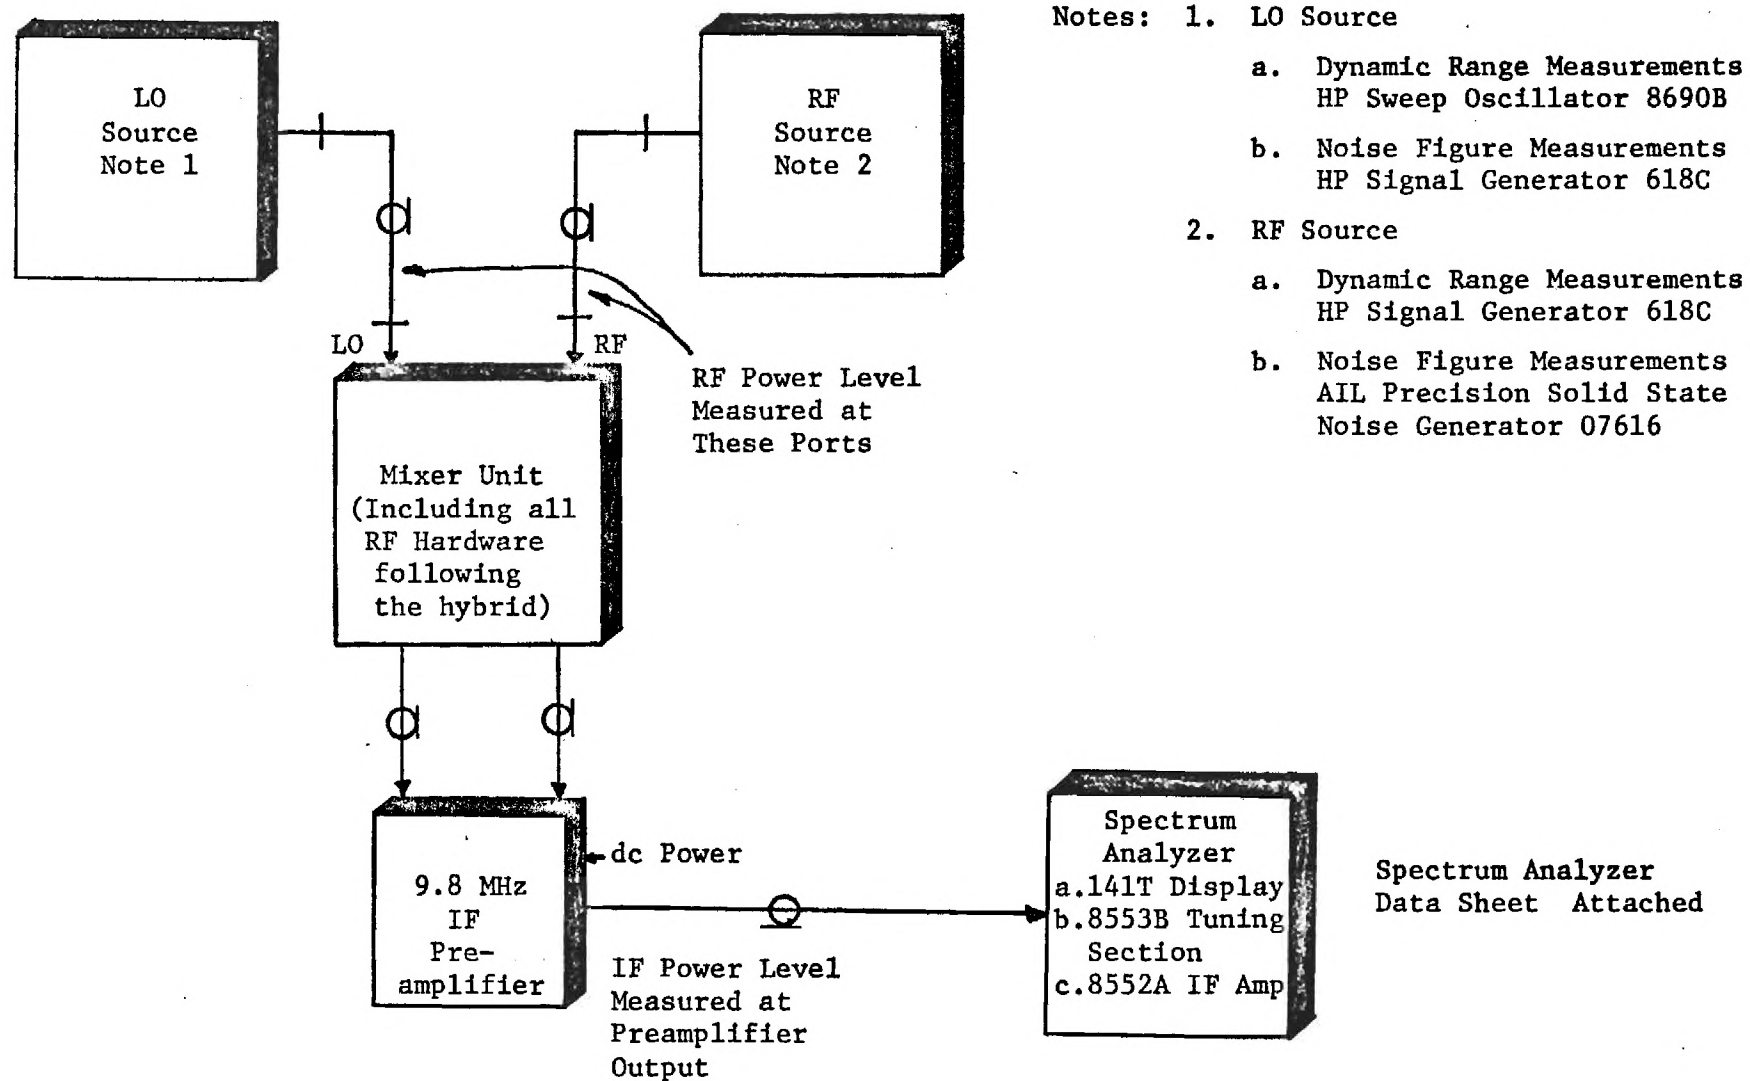 LO
Source
Note 1
RF
Source
Note 2
Notes: 1. LO Source
a. Dynamic Range Measurements
HP Sweep Oscillator 8690B
b. Noise Figure Measurements
HP Signal Generator 618C
2. RF Source
a. Dynamic Range Measurements
HP Signal Generator 618C
b. Noise Figure Measurements
AIL Precision Solid State
Noise Generator 07616
LO
RF
RF Power Level
Measured at
These Ports
Mixer Unit
(Including all
RF Hardware
following
the hybrid)
9.8 MHz
IF
Pre-
amplifier
dc Power
IF Power Level
Measured at
Preamplifier
Output
Spectrum
Analyzer
a.141T Display
b.8553B Tuning
Section
c.8552A IF Amp
Spectrum Analyzer
Data Sheet Attached